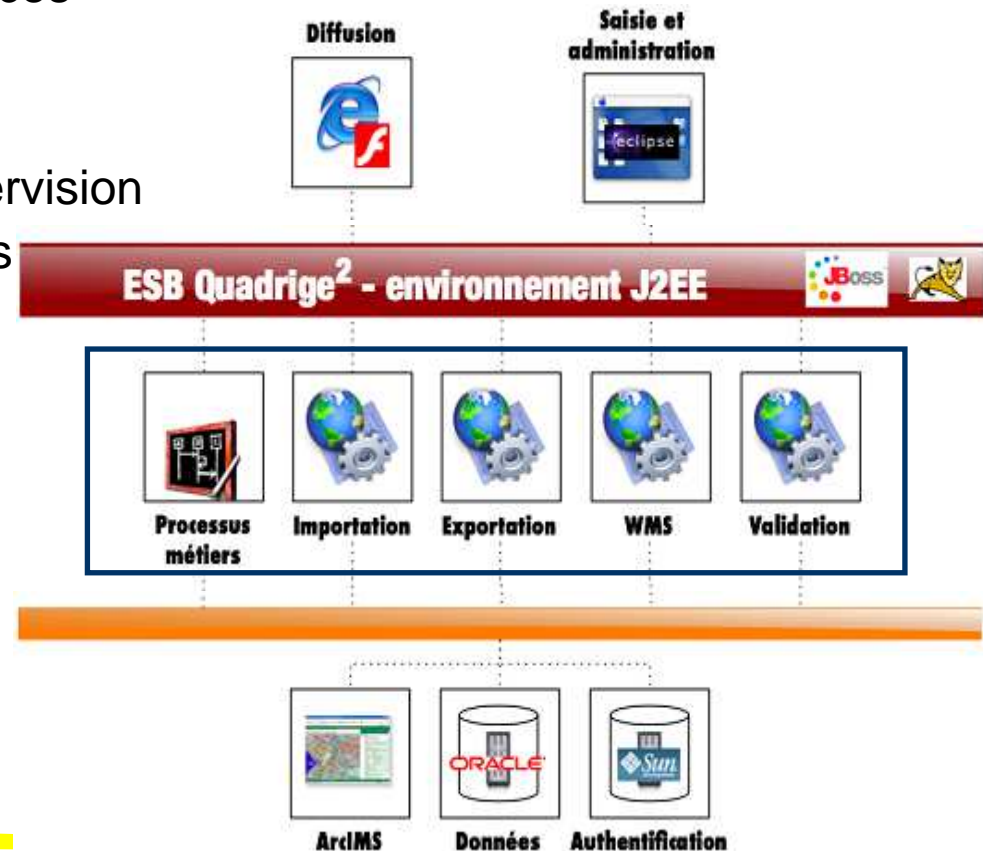 Diffusion
Saisie et
administration
eclipse
ESB Quadrige² - environnement J2EE
JBoss
Processus
métiers
Importation
Exportation
WMS
Validation
ORACLE
Sun
ArcIMS
Données
Authentification